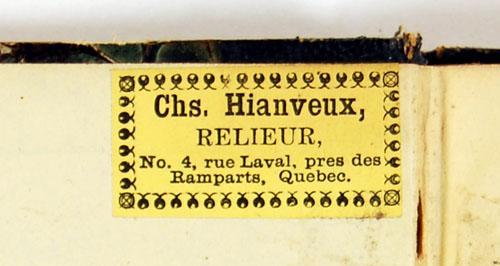 Chs. Hianveux,
RELIEUR,
No. 4, rue Laval, pres des
Ramparts, Quebec.